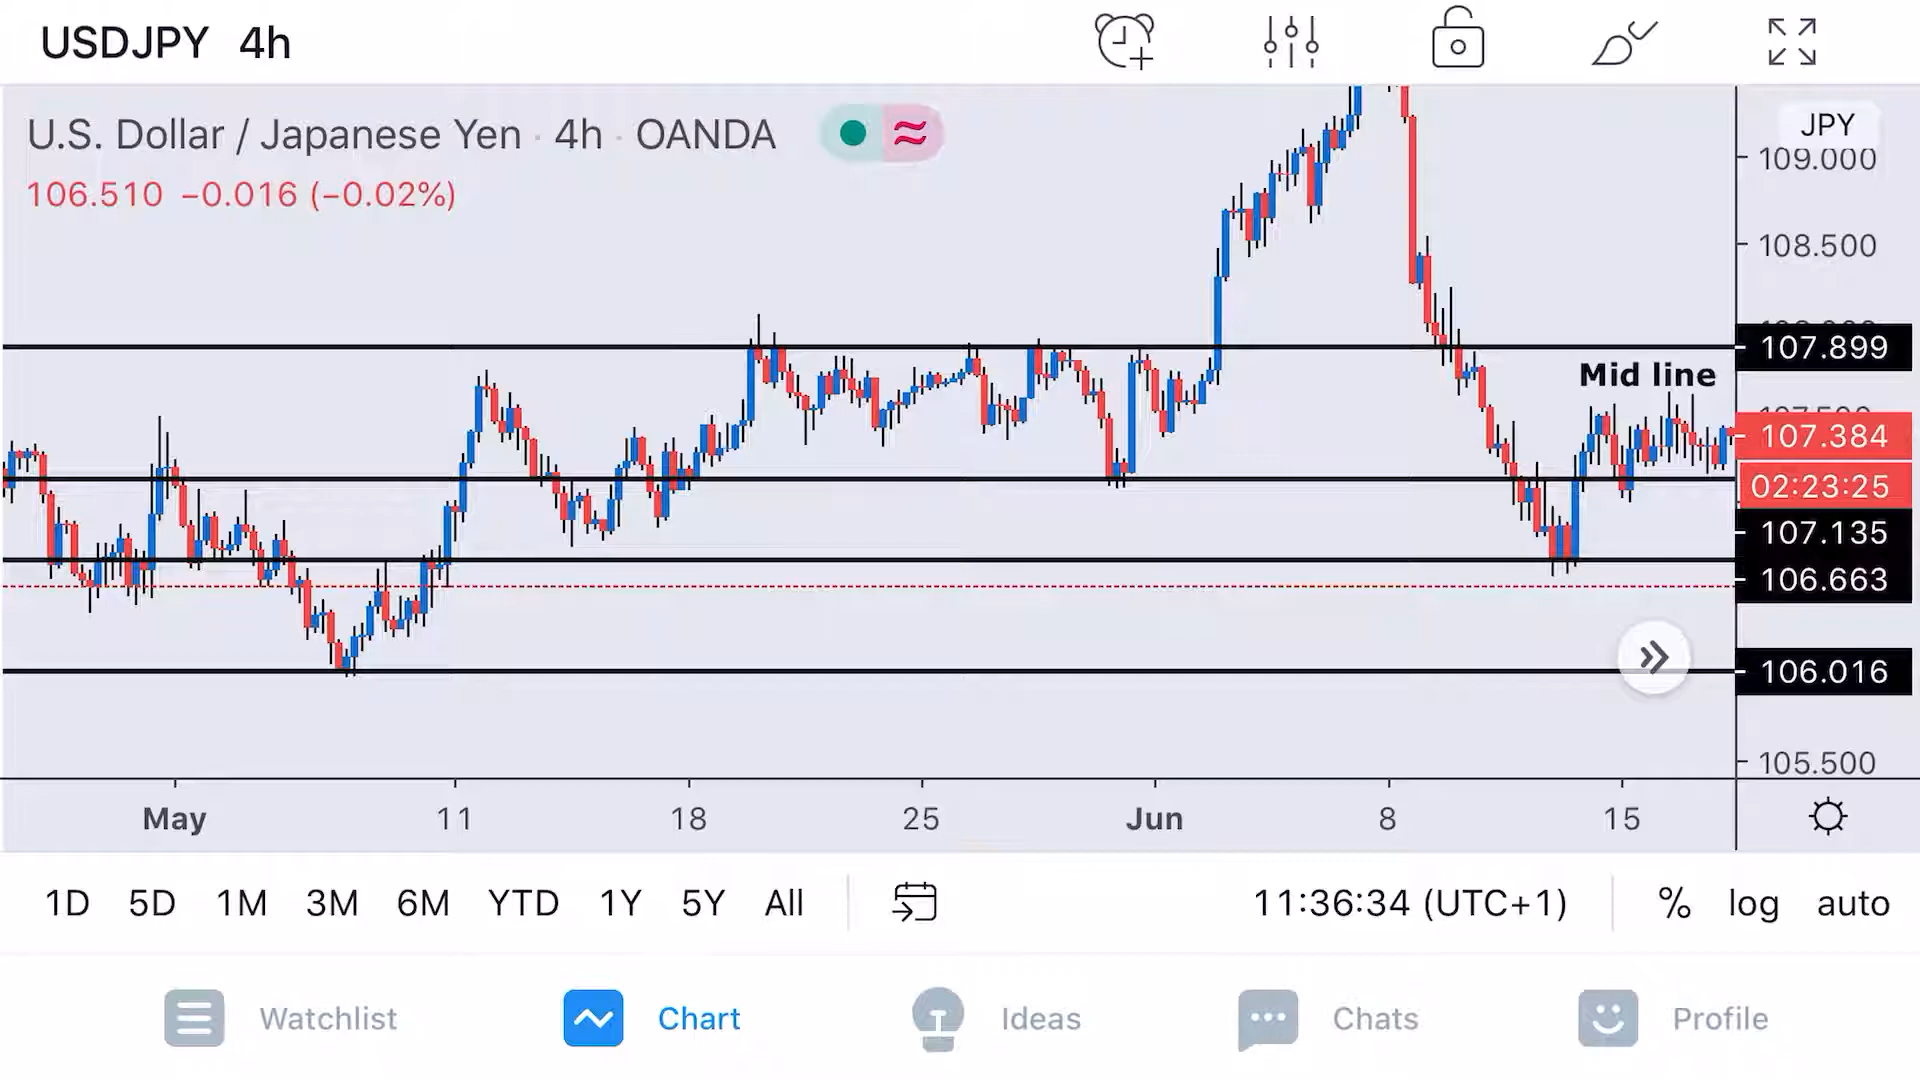 USDJPY 4h
U.S. Dollar / Japanese Yen · 4h · OANDA
106.510 −0.016 (−0.02%)
JPY
109.000
108.500
107.899
Mid line
107.384
02:23:25
107.135
106.663
106.016
105.500
May 11 18 25 Jun 8 15
1D 5D 1M 3M 6M YTD 1Y 5Y All 11:36:34 (UTC+1) % log auto
Watchlist Chart Ideas Chats Profile